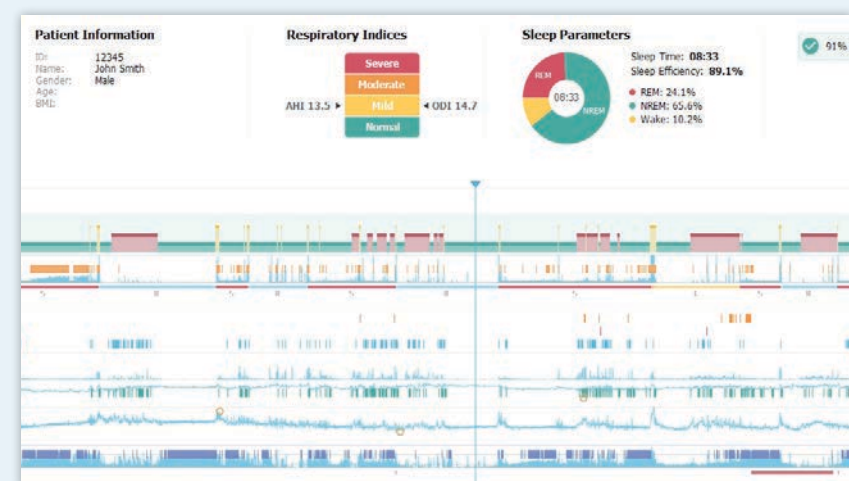 Patient Information
ID: 12345
Name: John Smith
Gender: Male
Age:
BMI:
Respiratory Indices
Severe
Moderate
AHI 13.5 Mild ODI 14.7
Normal
Sleep Parameters
REM
08:33
NREM
Sleep Time: 08:33
Sleep Efficiency: 89.1%
REM: 24.1%
NREM: 65.6%
Wake: 10.2%
91%